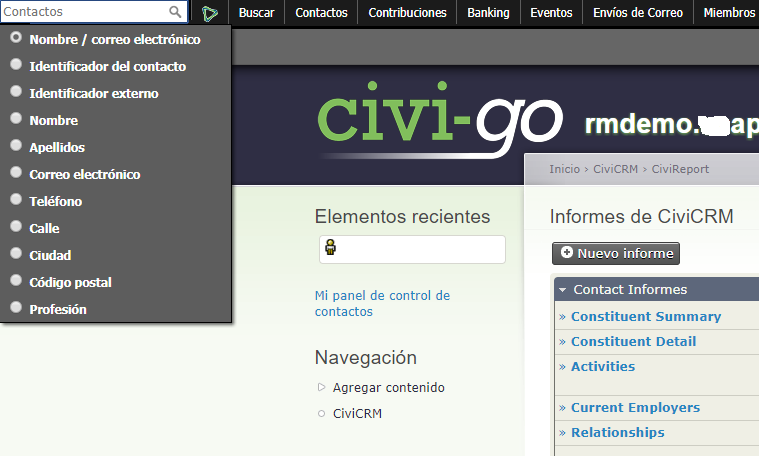 Contactos
Buscar Contactos Contribuciones Banking Eventos Envíos de Correo Miembros
Nombre / correo electrónico
Identificador del contacto
Identificador externo
Nombre
Apellidos
Correo electrónico
Teléfono
Calle
Ciudad
Código postal
Profesión
civi-go
rmdemo. ap
Inicio › CiviCRM › CiviReport
Elementos recientes
Mi panel de control de
contactos
Navegación
Agregar contenido
CiviCRM
Informes de CiviCRM
Nuevo informe
Contact Informes
» Constituent Summary
» Constituent Detail
» Activities
» Current Employers
» Relationships